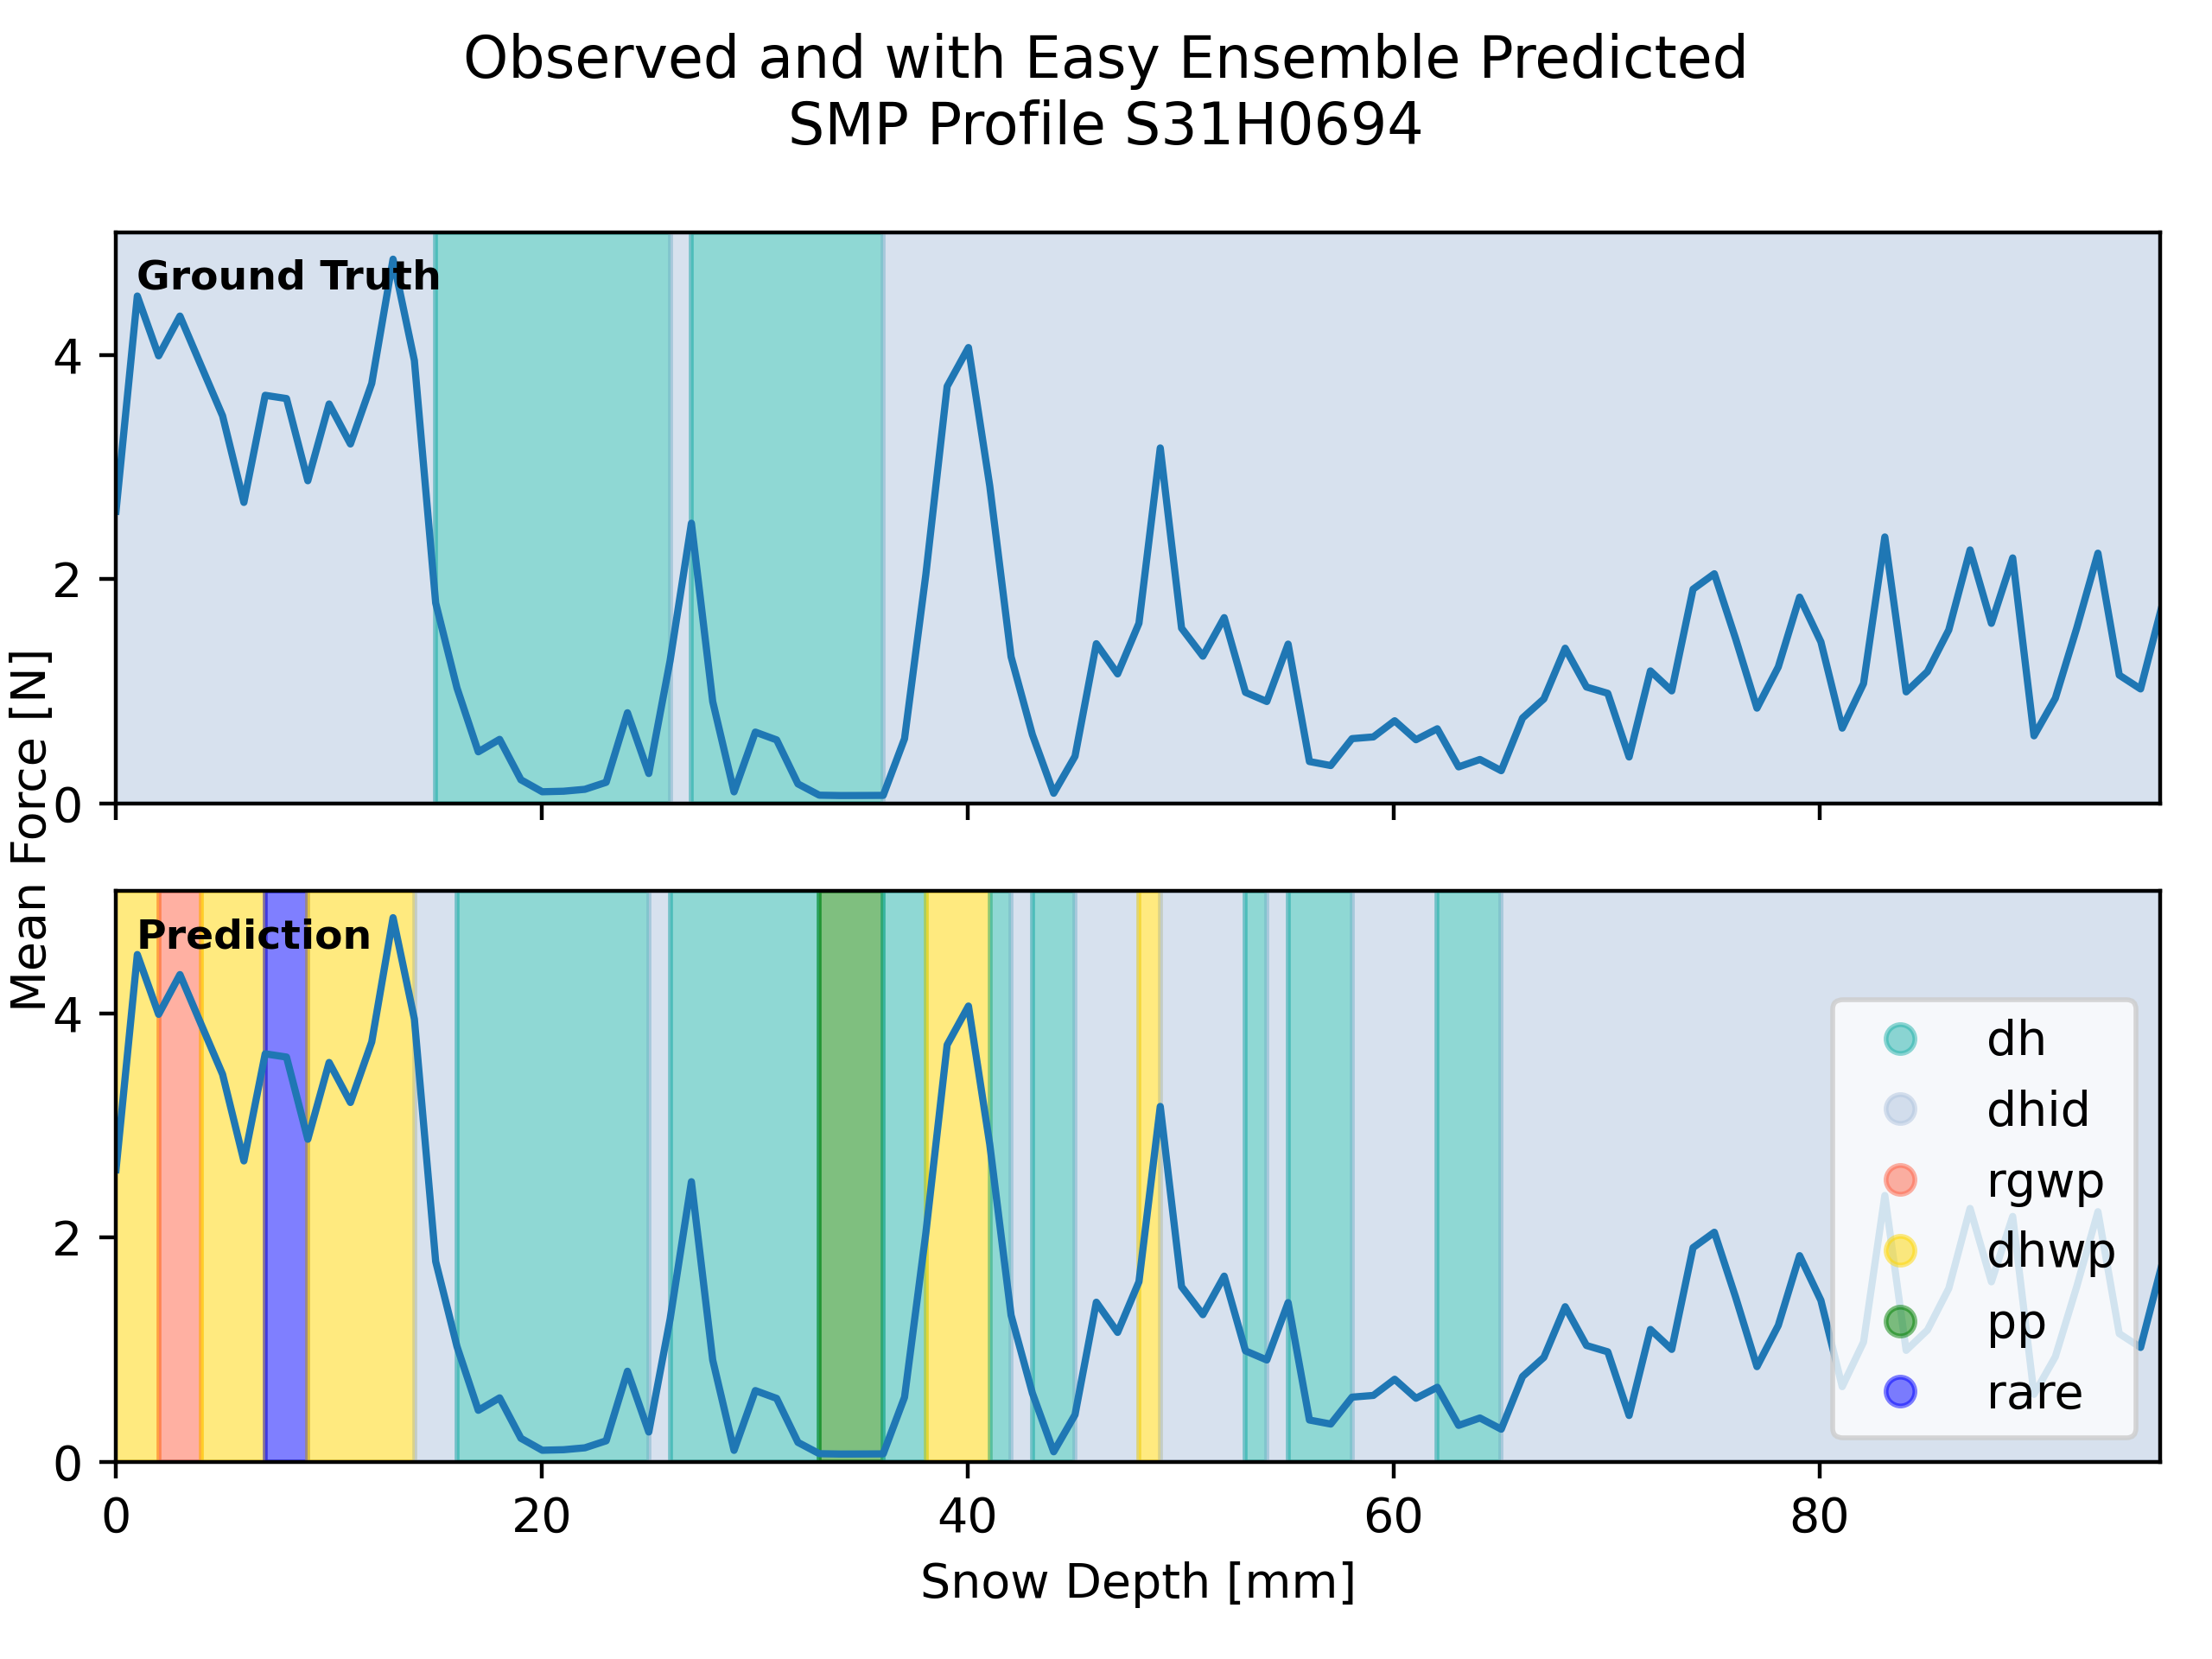 Observed and with Easy Ensemble Predicted
SMP Profile S31H0694
Ground Truth
4
2
0
Mean Force [N]
Prediction
4
2
0
dh
dhid
rgwp
dhwp
pp
rare
0 20 40 60 80
Snow Depth [mm]